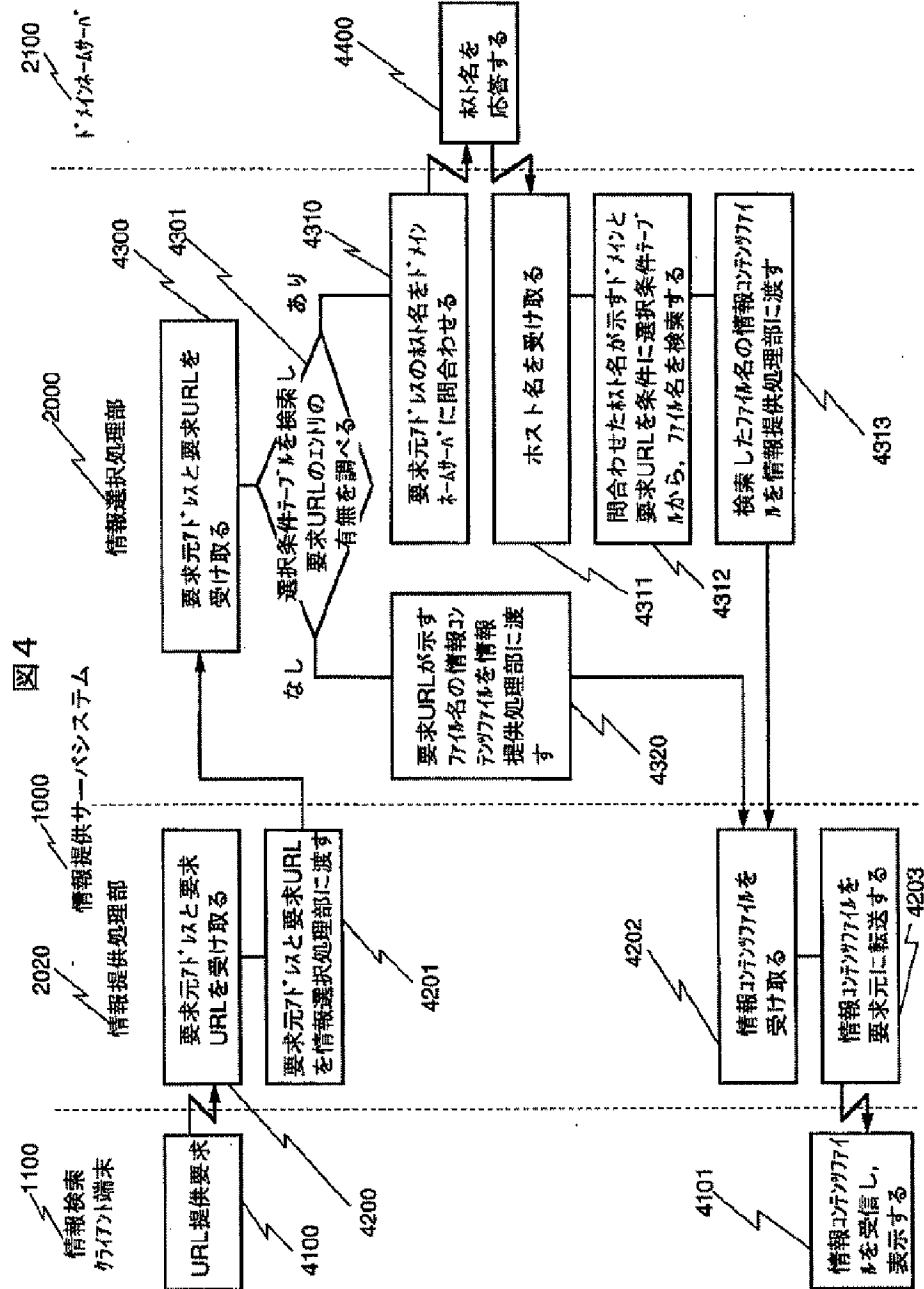 図4
1100
情報検索
クライアント端末
2020
情報提供処理部
1000
情報提供サーバシステム
2000
情報選択処理部
2100
ドメインネームサーバ
URL提供要求
4100
要求元アドレスと要求
URLを受け取る
4200
要求元アドレスと要求URL
を情報選択処理部に渡す
4201
要求元アドレスと要求URLを
受け取る
4300
選択条件テーブルを検索し
要求URLのエントリの
有無を調べる
4301
あり
なし
要求元アドレスのホスト名をドメイン
ネームサーバに問合わせる
4310
ホスト名を
応答する
4400
ホスト名を受け取る
4311
問合わせたホスト名が示すドメインと
要求URLを条件に選択条件テーブ
ルから，ファイル名を検索する
4312
検索したファイル名の情報コンテンツファイ
ルを情報提供処理部に渡す
4313
要求URLが示す
ファイル名の情報コン
テンツファイルを情報
提供処理部に渡
す
4320
情報コンテンツファイルを
受け取る
4202
情報コンテンツファイルを
要求元に転送する
4203
情報コンテンツファイ
ルを受信し，
表示する
4101